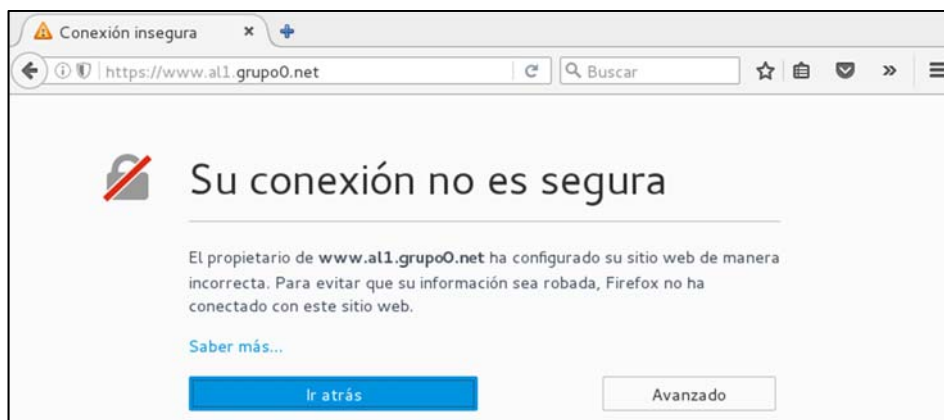 Conexión insegura
https://www.al1.grupo0.net
Buscar
Su conexión no es segura
El propietario de www.al1.grupo0.net ha configurado su sitio web de manera
incorrecta. Para evitar que su información sea robada, Firefox no ha
conectado con este sitio web.
Saber más...
Ir atrás
Avanzado